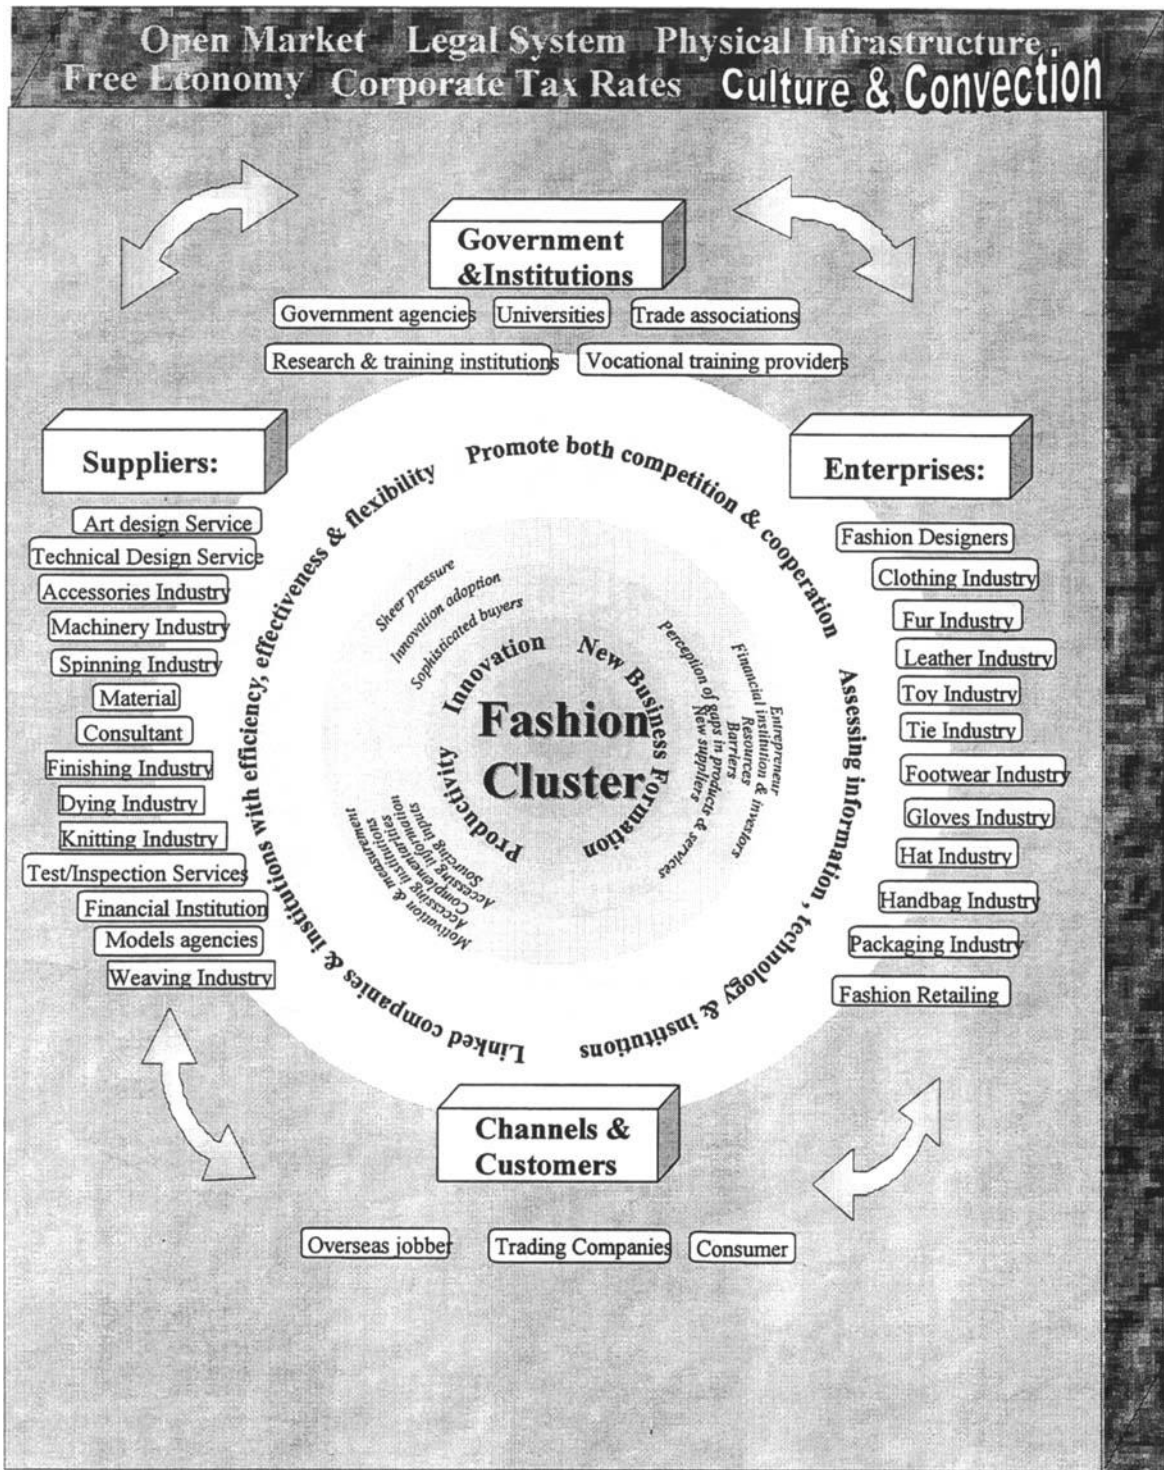 Open Market Legal System Physical Infrastructure
Free Economy Corporate Tax Rates Culture & Convection
Government
&Institutions
Government agencies Universities Trade associations
Research & training institutions Vocational training providers
Suppliers:
Art design Service
Technical Design Service
Accessories Industry
Machinery Industry
Spinning Industry
Material
Consultant
Finishing Industry
Dying Industry
Knitting Industry
Test/Inspection Services
Financial Institution
Models agencies
Weaving Industry
Linked companies & institutions with efficiency, effectiveness & flexibility
Promote both competition & cooperation
Assessing information , technology & institutions
Sheer pressure
Innovation adoption
Sophisticated buyers
Innovation
New Business Formation
Productivity
Fashion
Cluster
Entrepreneur
Financial institution & investors
Resources
Barriers
Perception of gaps in products & services
New suppliers
Sourcing inputs
Accessing information
Complementorities
Accessing institutions
Motivation & measurement
Enterprises:
Fashion Designers
Clothing Industry
Fur Industry
Leather Industry
Toy Industry
Tie Industry
Footwear Industry
Gloves Industry
Hat Industry
Handbag Industry
Packaging Industry
Fashion Retailing
Channels &
Customers
Overseas jobber Trading Companies Consumer